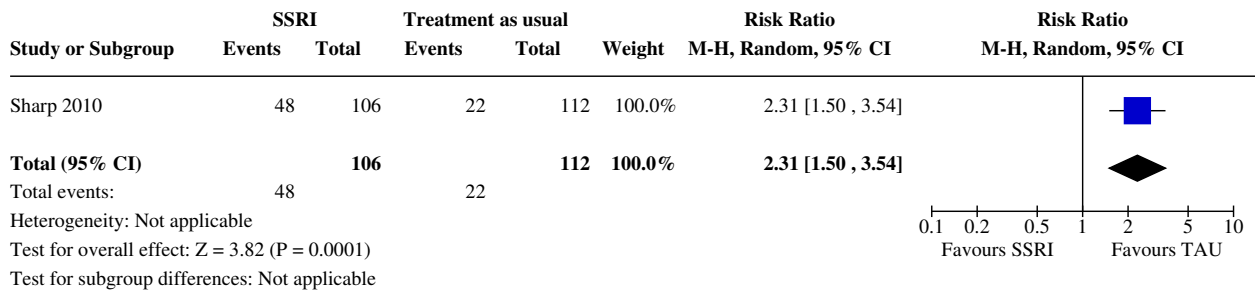 SSRI Treatment as usual Risk Ratio Risk Ratio
Study or Subgroup Events Total Events Total Weight M-H, Random, 95% CI M-H, Random, 95% CI
Sharp 2010 48 106 22 112 100.0% 2.31 [1.50 , 3.54]
Total (95% CI) 106 112 100.0% 2.31 [1.50 , 3.54]
Total events: 48 22
Heterogeneity: Not applicable
0.1 0.2 0.5 1 2 5 10
Test for overall effect: Z = 3.82 (P = 0.0001)
Favours SSRI Favours TAU
Test for subgroup differences: Not applicable